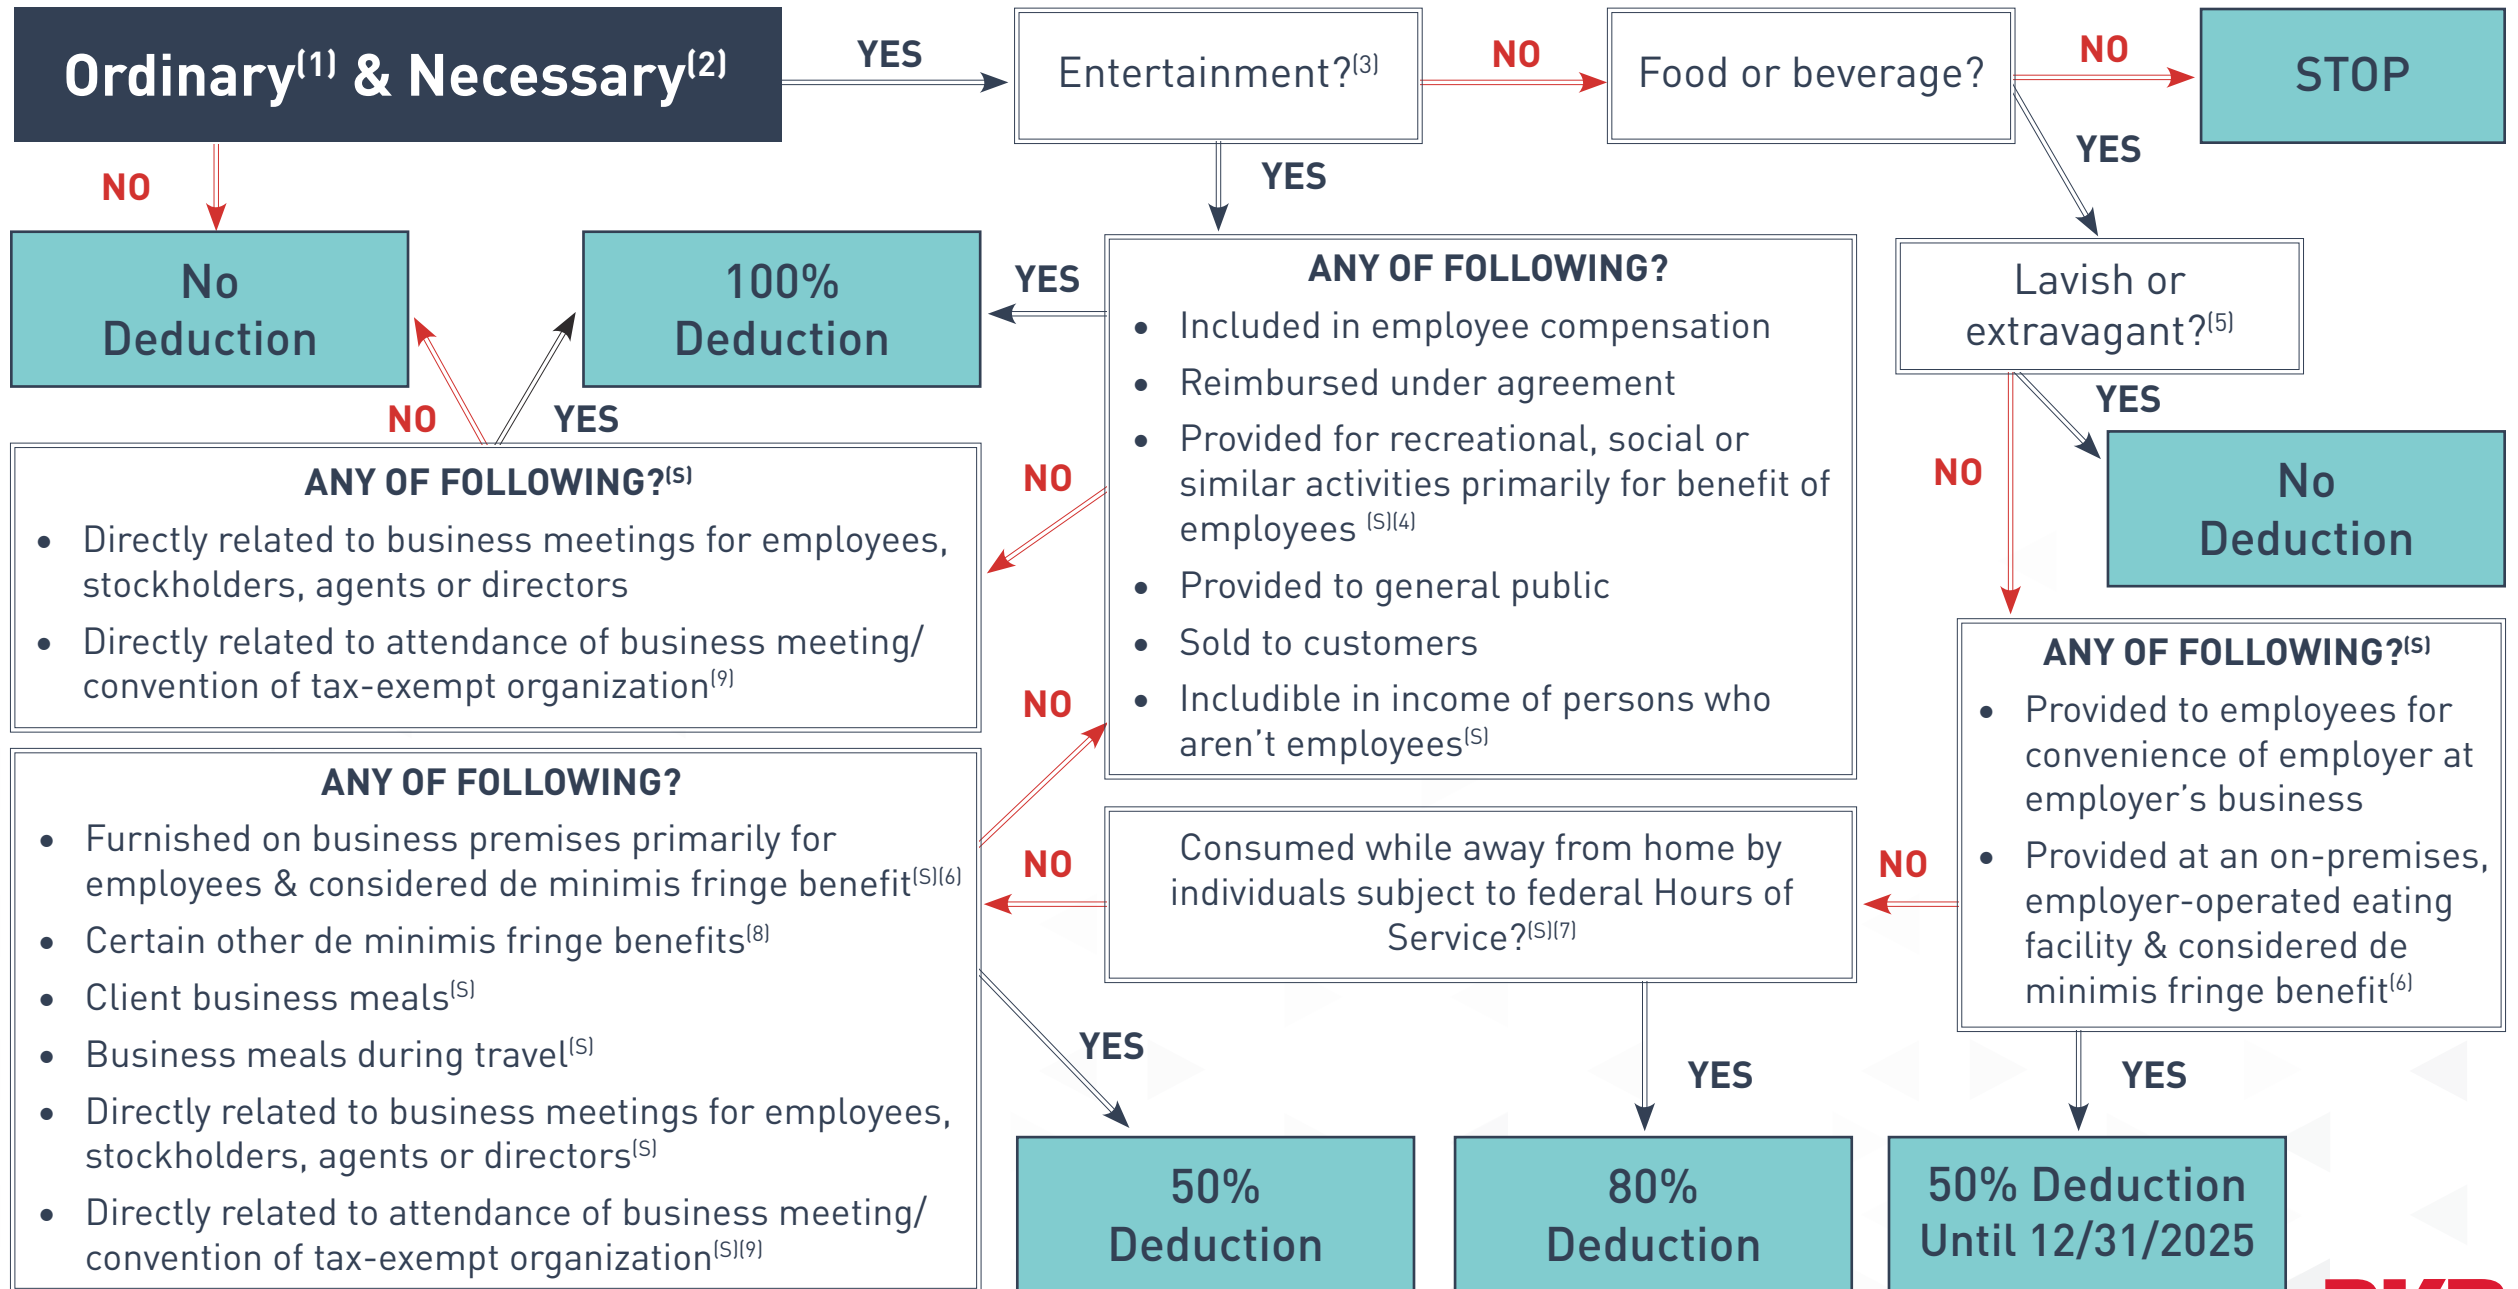 Ordinary(1) & Necessary(2)
YES
Entertainment?(3)
NO
Food or beverage?
NO
STOP
NO
YES
YES
No
Deduction
100%
Deduction
YES
ANY OF FOLLOWING?
• Included in employee compensation
• Reimbursed under agreement
• Provided for recreational, social or
similar activities primarily for benefit of
employees (S)(4)
• Provided to general public
• Sold to customers
• Includible in income of persons who
aren't employees(S)
Lavish or
extravagant?(5)
YES
NO
No
Deduction
NO
YES
NO
ANY OF FOLLOWING?(S)
• Directly related to business meetings for employees,
stockholders, agents or directors
• Directly related to attendance of business meeting/
convention of tax-exempt organization(9)
NO
ANY OF FOLLOWING?(S)
• Provided to employees for
convenience of employer at
employer's business
• Provided at an on-premises,
employer-operated eating
facility & considered de
minimis fringe benefit(6)
ANY OF FOLLOWING?
• Furnished on business premises primarily for
employees & considered de minimis fringe benefit(S)(6)
• Certain other de minimis fringe benefits(8)
• Client business meals(S)
• Business meals during travel(S)
• Directly related to business meetings for employees,
stockholders, agents or directors(S)
• Directly related to attendance of business meeting/
convention of tax-exempt organization(S)(9)
NO
Consumed while away from home by
individuals subject to federal Hours of
Service?(S)(7)
NO
YES
YES
YES
50%
Deduction
80%
Deduction
50% Deduction
Until 12/31/2025